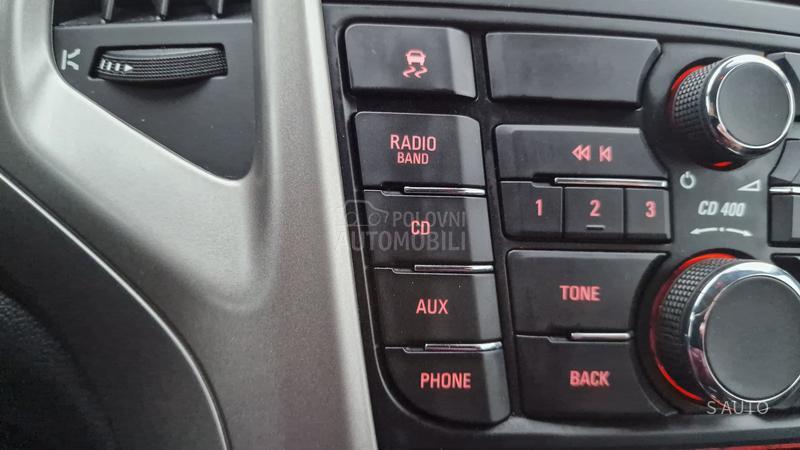 RADIO
BAND
1 2 3
CD
CD 400
POLOVNI
AUTOMOBILI
TONE
AUX
PHONE
BACK
S AUTO